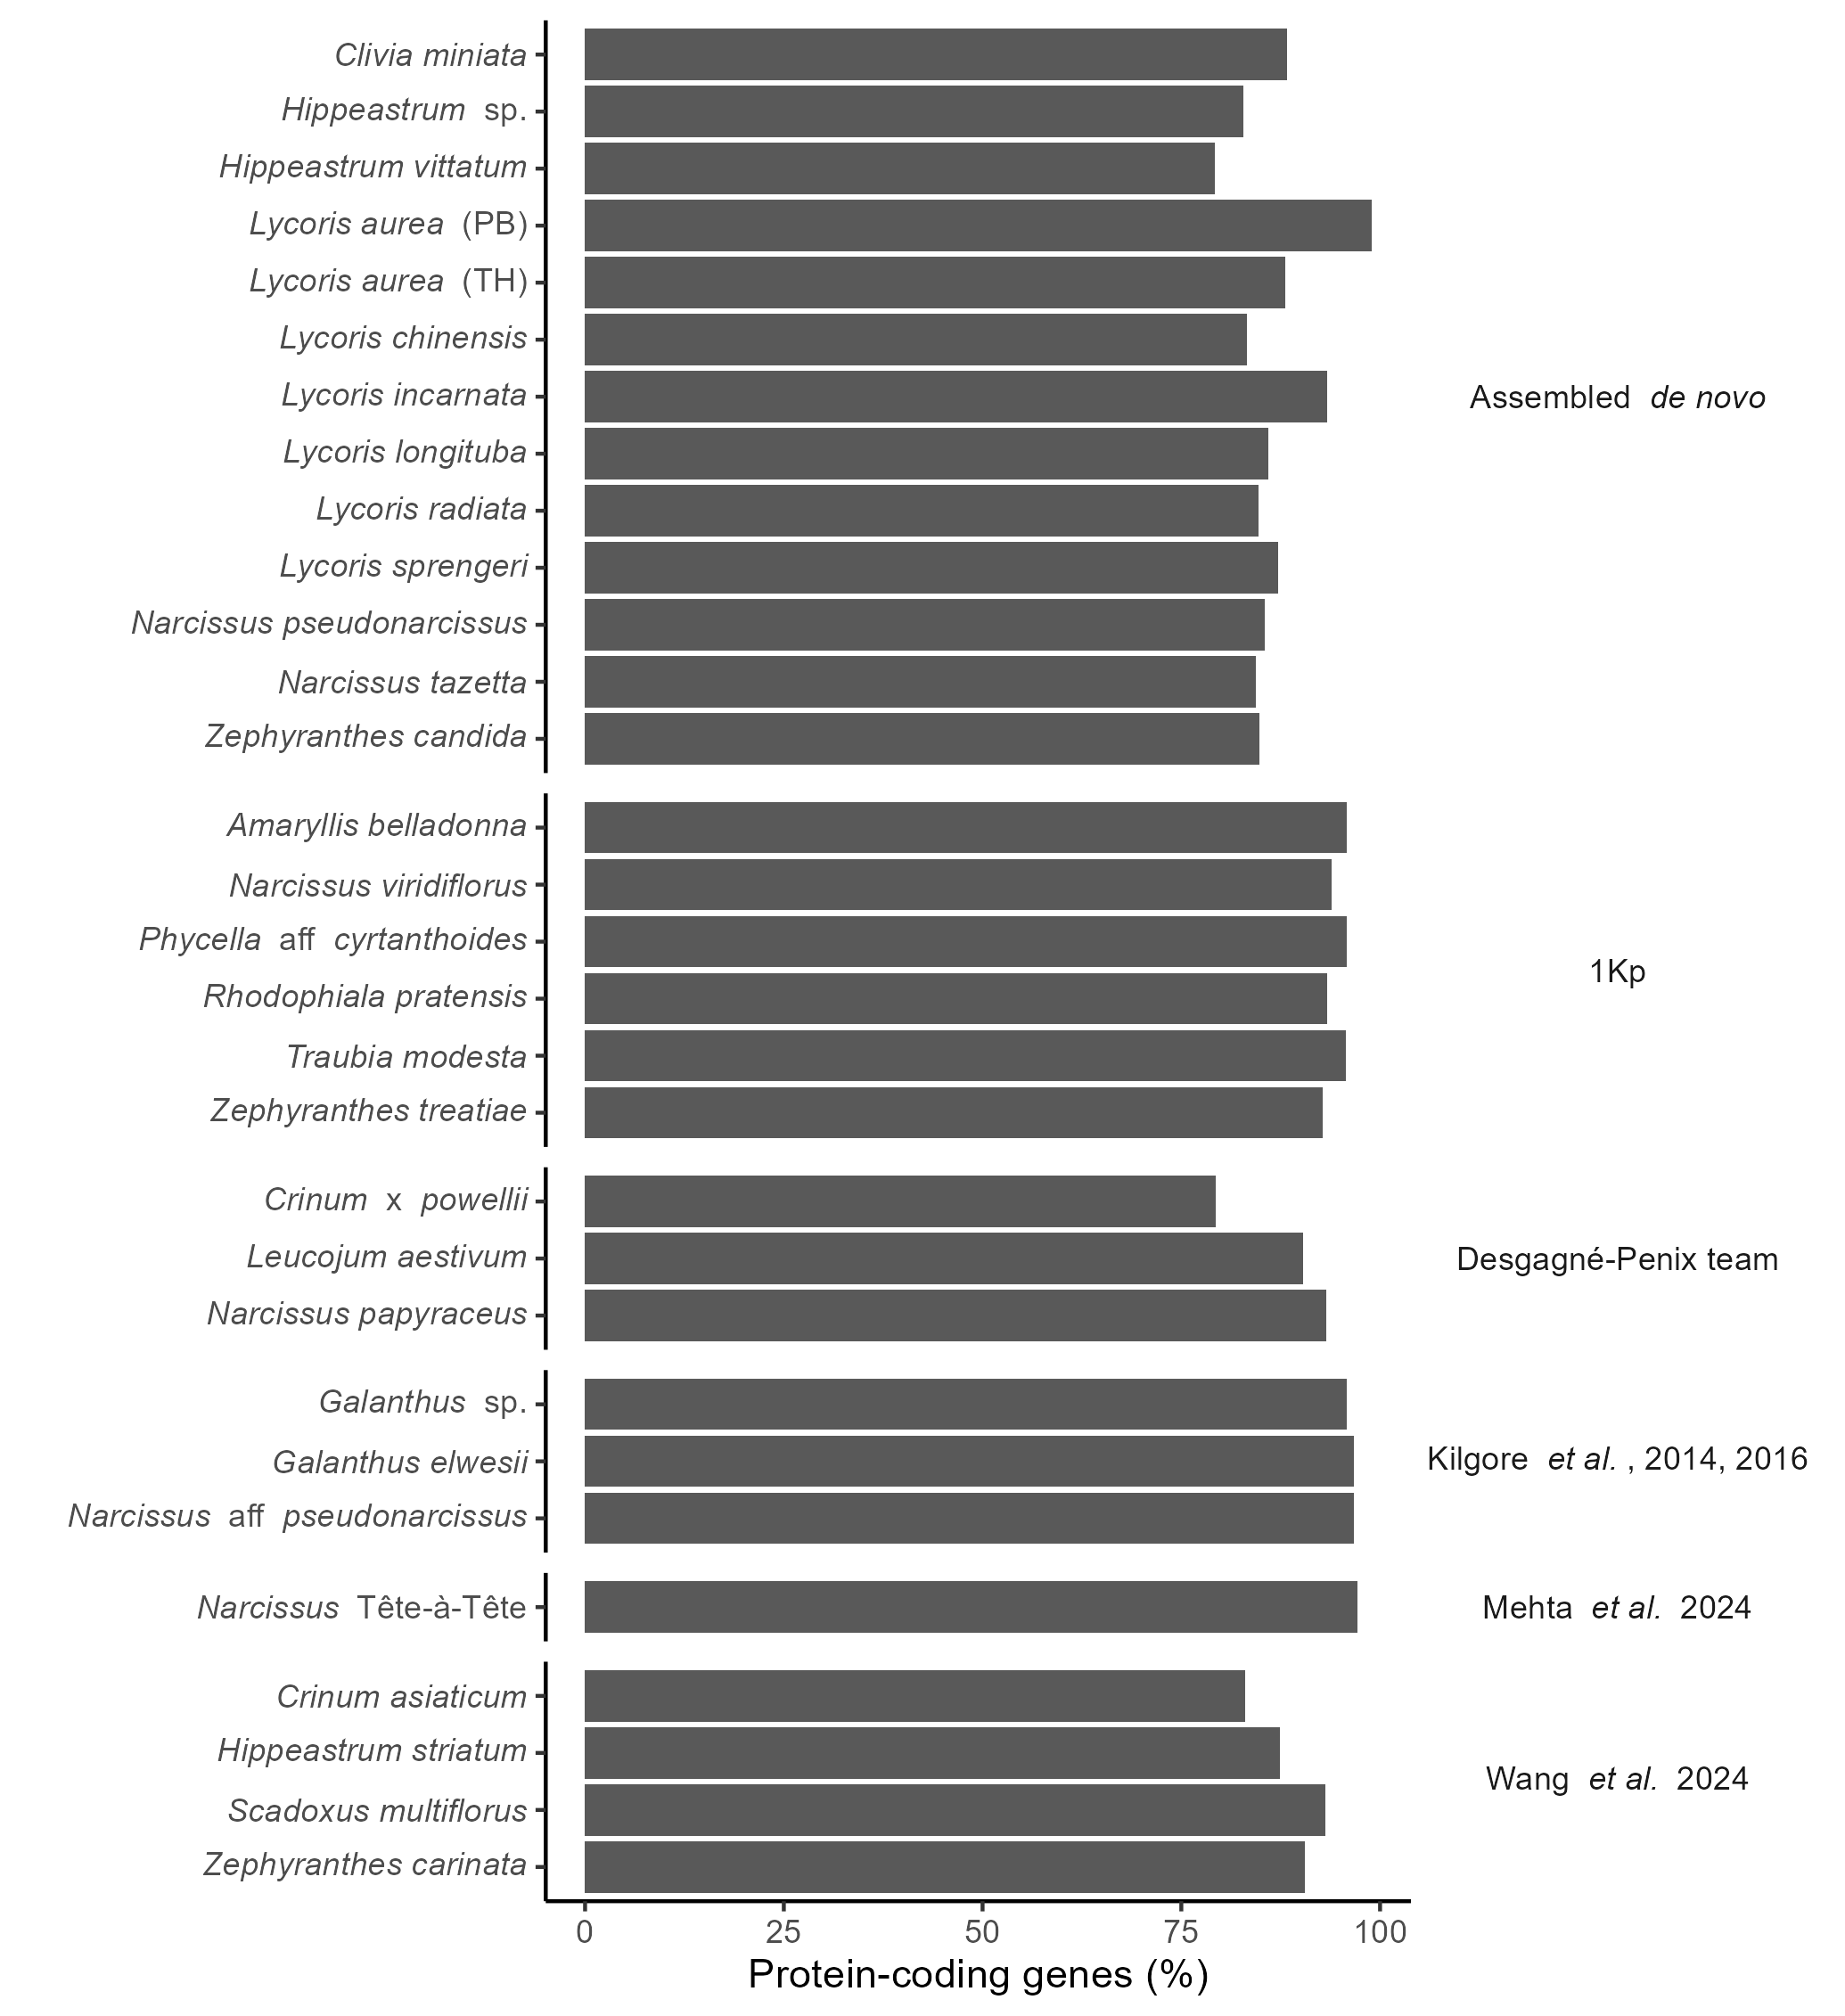 Clivia miniata
Hippeastrum sp.
Hippeastrum vittatum
Lycoris aurea (PB)
Lycoris aurea (TH)
Lycoris chinensis
Lycoris incarnata
Lycoris longituba
Lycoris radiata
Lycoris sprengeri
Narcissus pseudonarcissus
Narcissus tazetta
Zephyranthes candida
Assembled de novo
Amaryllis belladonna
Narcissus viridiflorus
Phycella aff cyrtanthoides
Rhodophiala pratensis
Traubia modesta
Zephyranthes treatiae
1Kp
Crinum x powellii
Leucojum aestivum
Narcissus papyraceus
Desgagné-Penix team
Galanthus sp.
Galanthus elwesii
Narcissus aff pseudonarcissus
Kilgore et al. , 2014, 2016
Narcissus Tête-à-Tête
Mehta et al. 2024
Crinum asiaticum
Hippeastrum striatum
Scadoxus multiflorus
Zephyranthes carinata
Wang et al. 2024
0 25 50 75 100
Protein-coding genes (%)